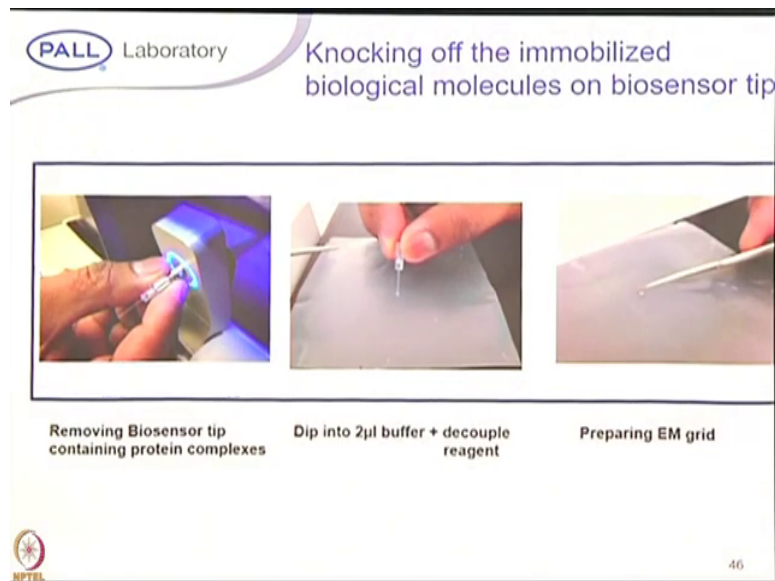 PALL Laboratory
Knocking off the immobilized
biological molecules on biosensor tip
Removing Biosensor tip
containing protein complexes
Dip into 2µl buffer + decouple
reagent
Preparing EM grid
NPTEL
46